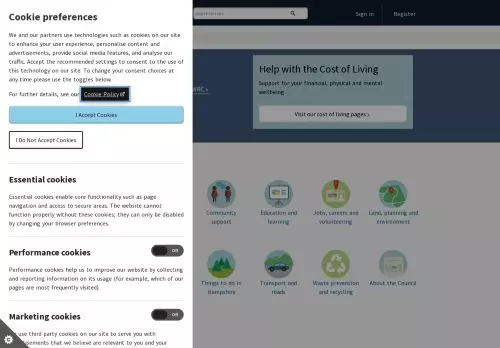 Cookie preferences
We and our partners use technologies such as cookies on our site
to enhance your user experience, personalise content and
advertisements, provide social media features, and analyse our
traffic. Accept the recommended settings to consent to the use of
this technology on our site. To change your consent choices at
any time please use the toggles below.
For further details, see our Cookie Policy
I Accept Cookies
I Do Not Accept Cookies
Essential cookies
Essential cookies enable core functionality such as page
navigation and access to secure areas. The website cannot
function properly without these cookies; they can only be disabled
by changing your browser preferences.
Performance cookies
Off
Performance cookies help us to improve our website by collecting
and reporting information on its usage (for example, which of our
pages are most frequently visited).
Marketing cookies
Off
use third party cookies on our site to serve you with
isements that we believe are relevant to you and your
Sign in
Register
Help with the Cost of Living
Support for your financial, physical and mental
wellbeing
Visit our cost of living pages ›
Community
support
Education and
learning
Jobs, careers and
volunteering
Land, planning and
environment
Things to do in
Hampshire
Transport and
roads
Waste prevention
and recycling
About the Council